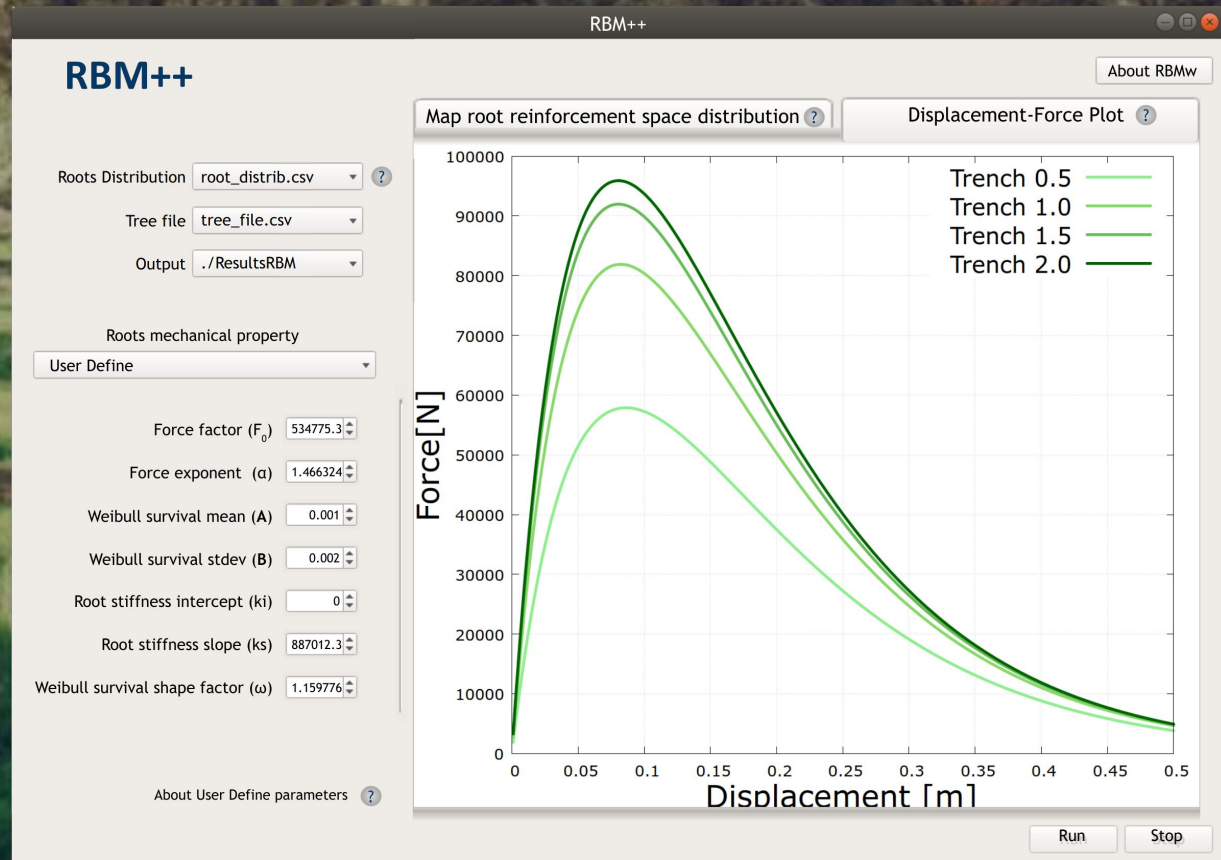 RBM++
RBM++
About RBMw
Map root reinforcement space distribution ?
Displacement-Force Plot ?
Roots Distribution root_distrib.csv ?
Tree file tree_file.csv
Output ./ResultsRBM
Roots mechanical property
User Define
Force factor (F0) 534775.3
Force exponent (α) 1.466324
Weibull survival mean (A) 0.001
Weibull survival stdev (B) 0.002
Root stiffness intercept (ki) 0
Root stiffness slope (ks) 887012.3
Weibull survival shape factor (ω) 1.159776
About User Define parameters ?
Force[N]
100000
90000
80000
70000
60000
50000
40000
30000
20000
10000
0
Trench 0.5
Trench 1.0
Trench 1.5
Trench 2.0
0 0.05 0.1 0.15 0.2 0.25 0.3 0.35 0.4 0.45 0.5
Displacement [m]
Run
Stop